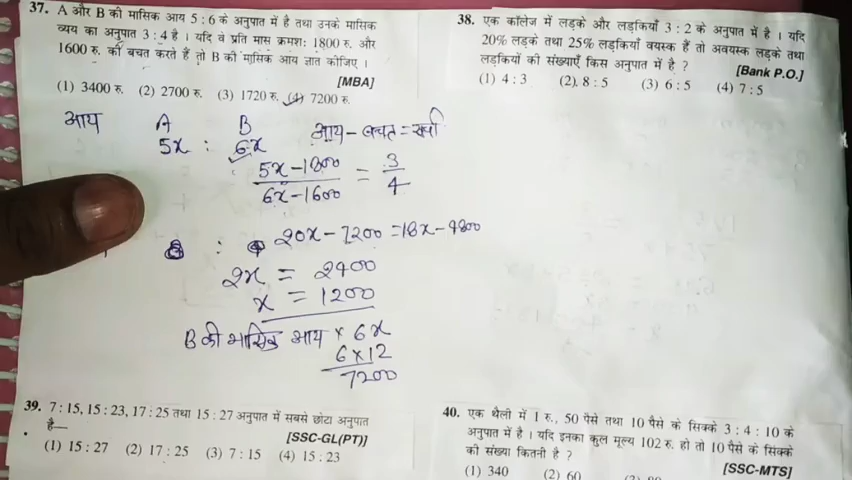 37. A और B की मासिक आय 5 : 6 के अनुपात में है तथा उनके मासिक
व्यय का अनुपात 3 : 4 है । यदि वे प्रति मास क्रमशः 1800 रु. और
1600 रु. की बचत करते हैं तो B की मासिक आय ज्ञात कीजिए ।
[MBA]
(1) 3400 रु. (2) 2700 रु. (3) 1720 रु. (4) 7200 रु.
आय A B आय - बचत = खर्चा
5x : 6x
5x - 1800 / 6x - 1600 = 3 / 4
: 20x - 7200 = 18x - 4800
2x = 2400
x = 1200
B की मासिक आय * 6x
6 x 12
7200
38. एक कॉलेज में लड़के और लड़कियाँ 3 : 2 के अनुपात में है । यदि
20% लड़के तथा 25% लड़कियाँ वयस्क हैं तो अवयस्क लड़के तथा
लड़कियों की संख्याएँ किस अनुपात में है ?
[Bank P.O.]
(1) 4 : 3 (2) 8 : 5 (3) 6 : 5 (4) 7 : 5
39. 7 : 15, 15 : 23, 17 : 25 तथा 15 : 27 अनुपात में सबसे छोटा अनुपात
है—
[SSC-GL(PT)]
(1) 15 : 27 (2) 17 : 25 (3) 7 : 15 (4) 15 : 23
40. एक थैली में 1 रु., 50 पैसे तथा 10 पैसे के सिक्के 3 : 4 : 10 के
अनुपात में है । यदि इनका कुल मूल्य 102 रु. हो तो 10 पैसे के सिक्के
की संख्या कितनी है ?
[SSC-MTS]
(1) 340 (2) 60